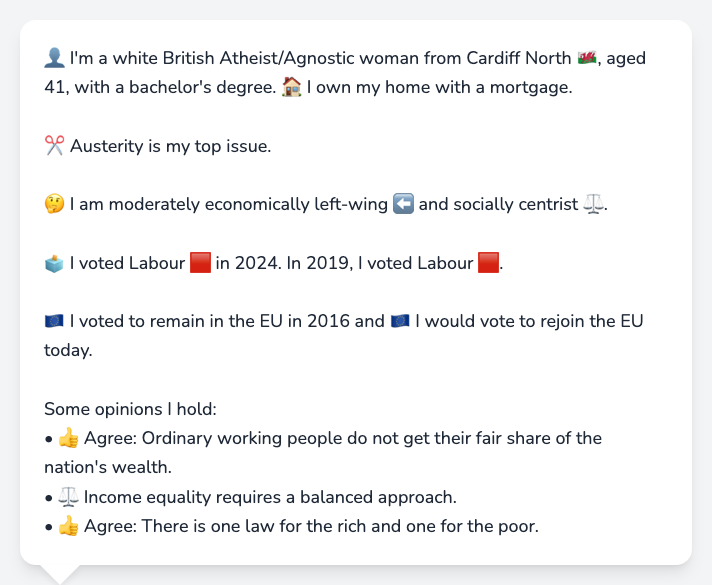 👤 I'm a white British Atheist/Agnostic woman from Cardiff North 🏴󠁧󠁢󠁷󠁬󠁳󠁿, aged
41, with a bachelor's degree. 🏠 I own my home with a mortgage.
✂️ Austerity is my top issue.
🤔 I am moderately economically left-wing ⬅️ and socially centrist ⚖️.
🗳️ I voted Labour 🟥 in 2024. In 2019, I voted Labour 🟥.
🇪🇺 I voted to remain in the EU in 2016 and 🇪🇺 I would vote to rejoin the EU
today.
Some opinions I hold:
• 👍 Agree: Ordinary working people do not get their fair share of the
nation's wealth.
• ⚖️ Income equality requires a balanced approach.
• 👍 Agree: There is one law for the rich and one for the poor.